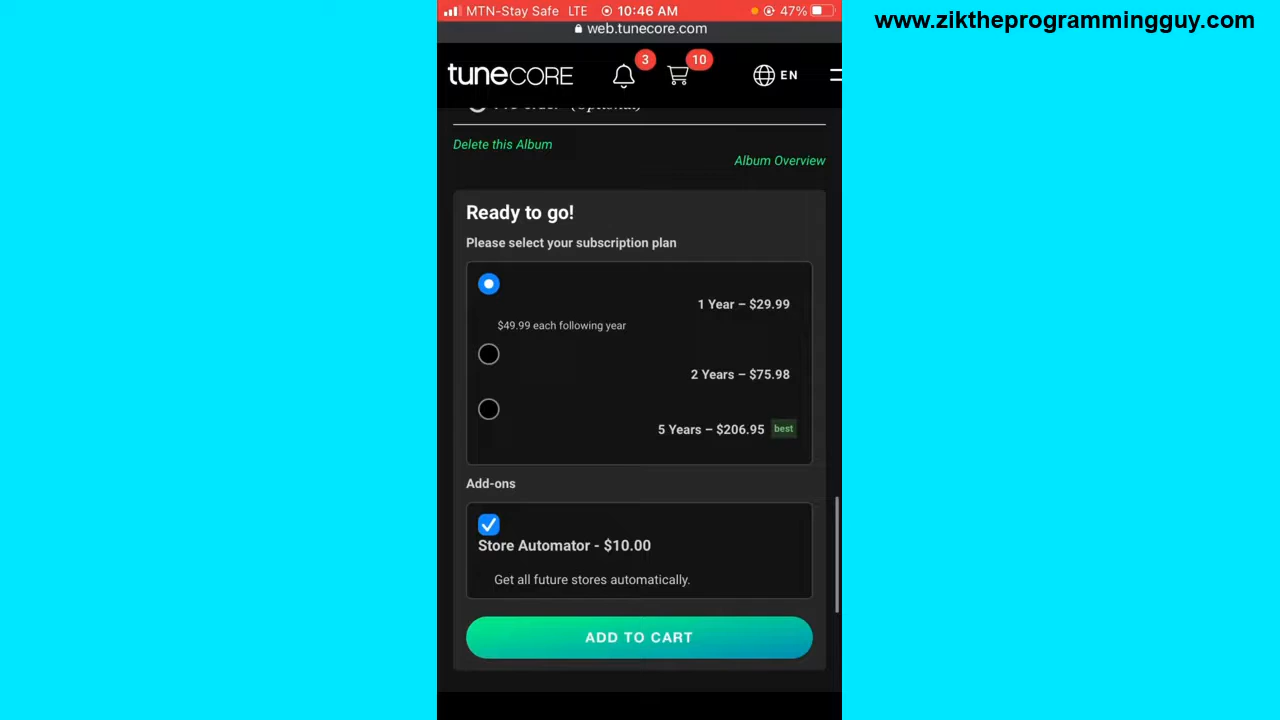 MTN-Stay Safe LTE 10:46 AM 47%
www.ziktheprogrammingguy.com
web.tunecore.com
tuneCORE 3 10 EN
Pre-order (Optional)
Delete this Album
Album Overview
Ready to go!
Please select your subscription plan
1 Year – $29.99
$49.99 each following year
2 Years – $75.98
5 Years – $206.95 best
Add-ons
Store Automator - $10.00
Get all future stores automatically.
ADD TO CART